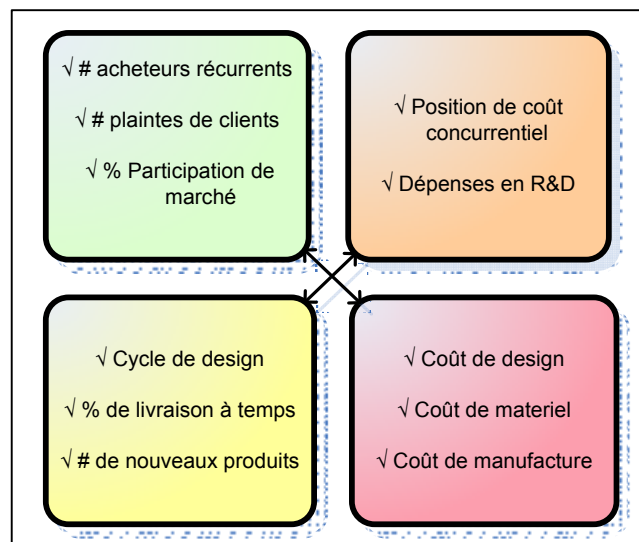 √ # acheteurs récurrents
√ # plaintes de clients
√ % Participation de
marché
√ Position de coût
concurrentiel
√ Dépenses en R&D
√ Cycle de design
√ % de livraison à temps
√ # de nouveaux produits
√ Coût de design
√ Coût de materiel
√ Coût de manufacture